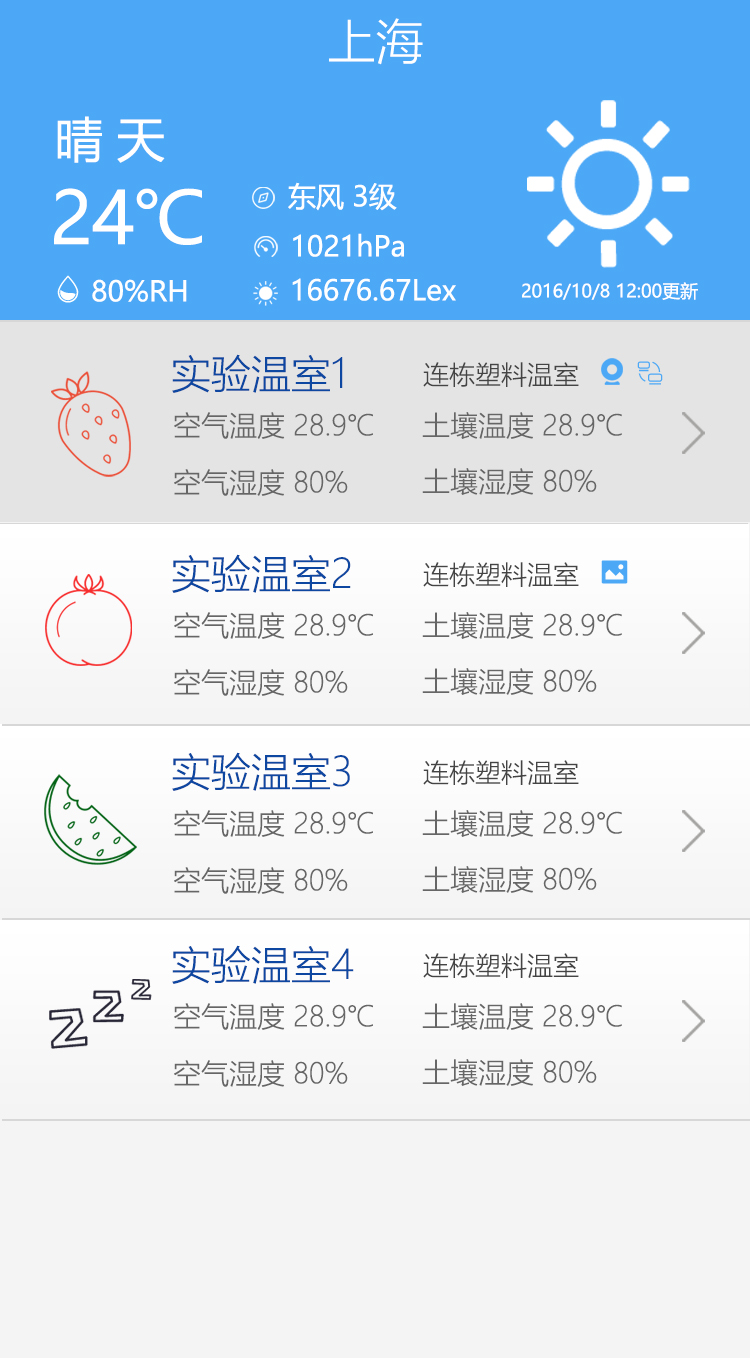 上海
晴天
24℃
东风 3级
1021hPa
80%RH
16676.67Lex
2016/10/8 12:00更新
实验温室1 连栋塑料温室
空气温度 28.9℃ 土壤温度 28.9℃
空气湿度 80% 土壤湿度 80%
实验温室2 连栋塑料温室
空气温度 28.9℃ 土壤温度 28.9℃
空气湿度 80% 土壤湿度 80%
实验温室3 连栋塑料温室
空气温度 28.9℃ 土壤温度 28.9℃
空气湿度 80% 土壤湿度 80%
zzz
实验温室4 连栋塑料温室
空气温度 28.9℃ 土壤温度 28.9℃
空气湿度 80% 土壤湿度 80%